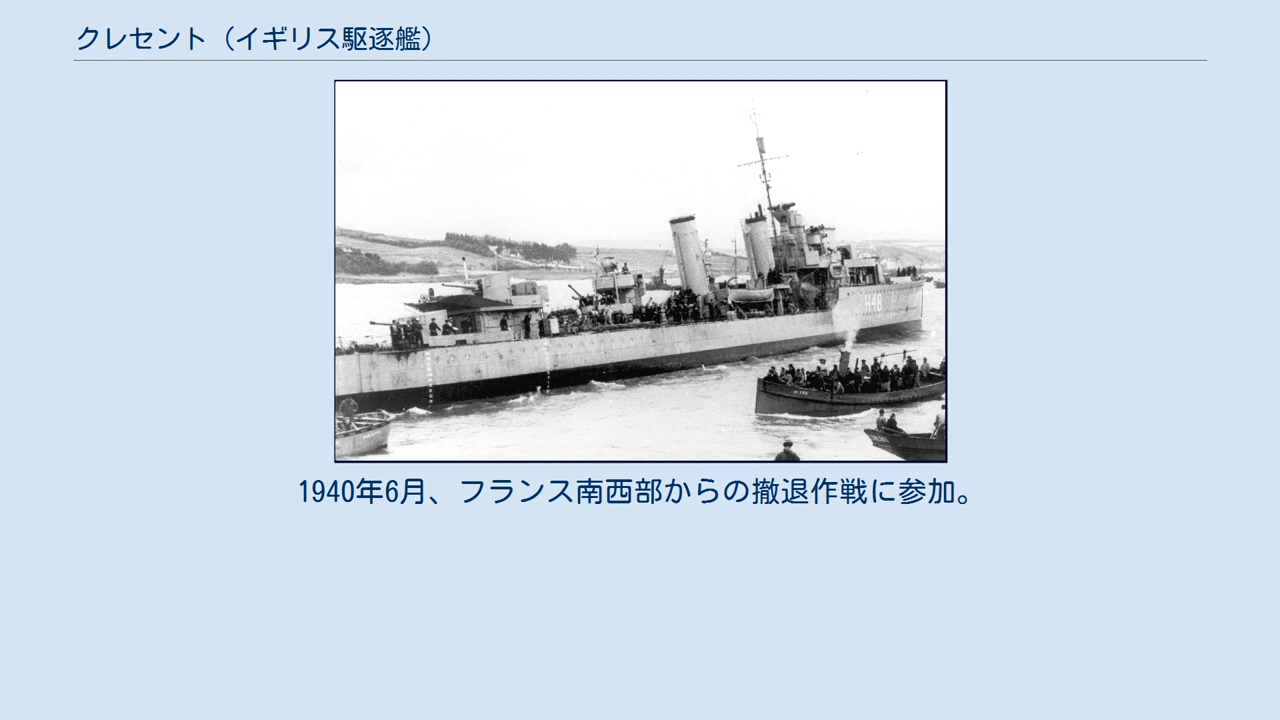 クレセント（イギリス駆逐艦）
H48
1940年6月、フランス南西部からの撤退作戦に参加。